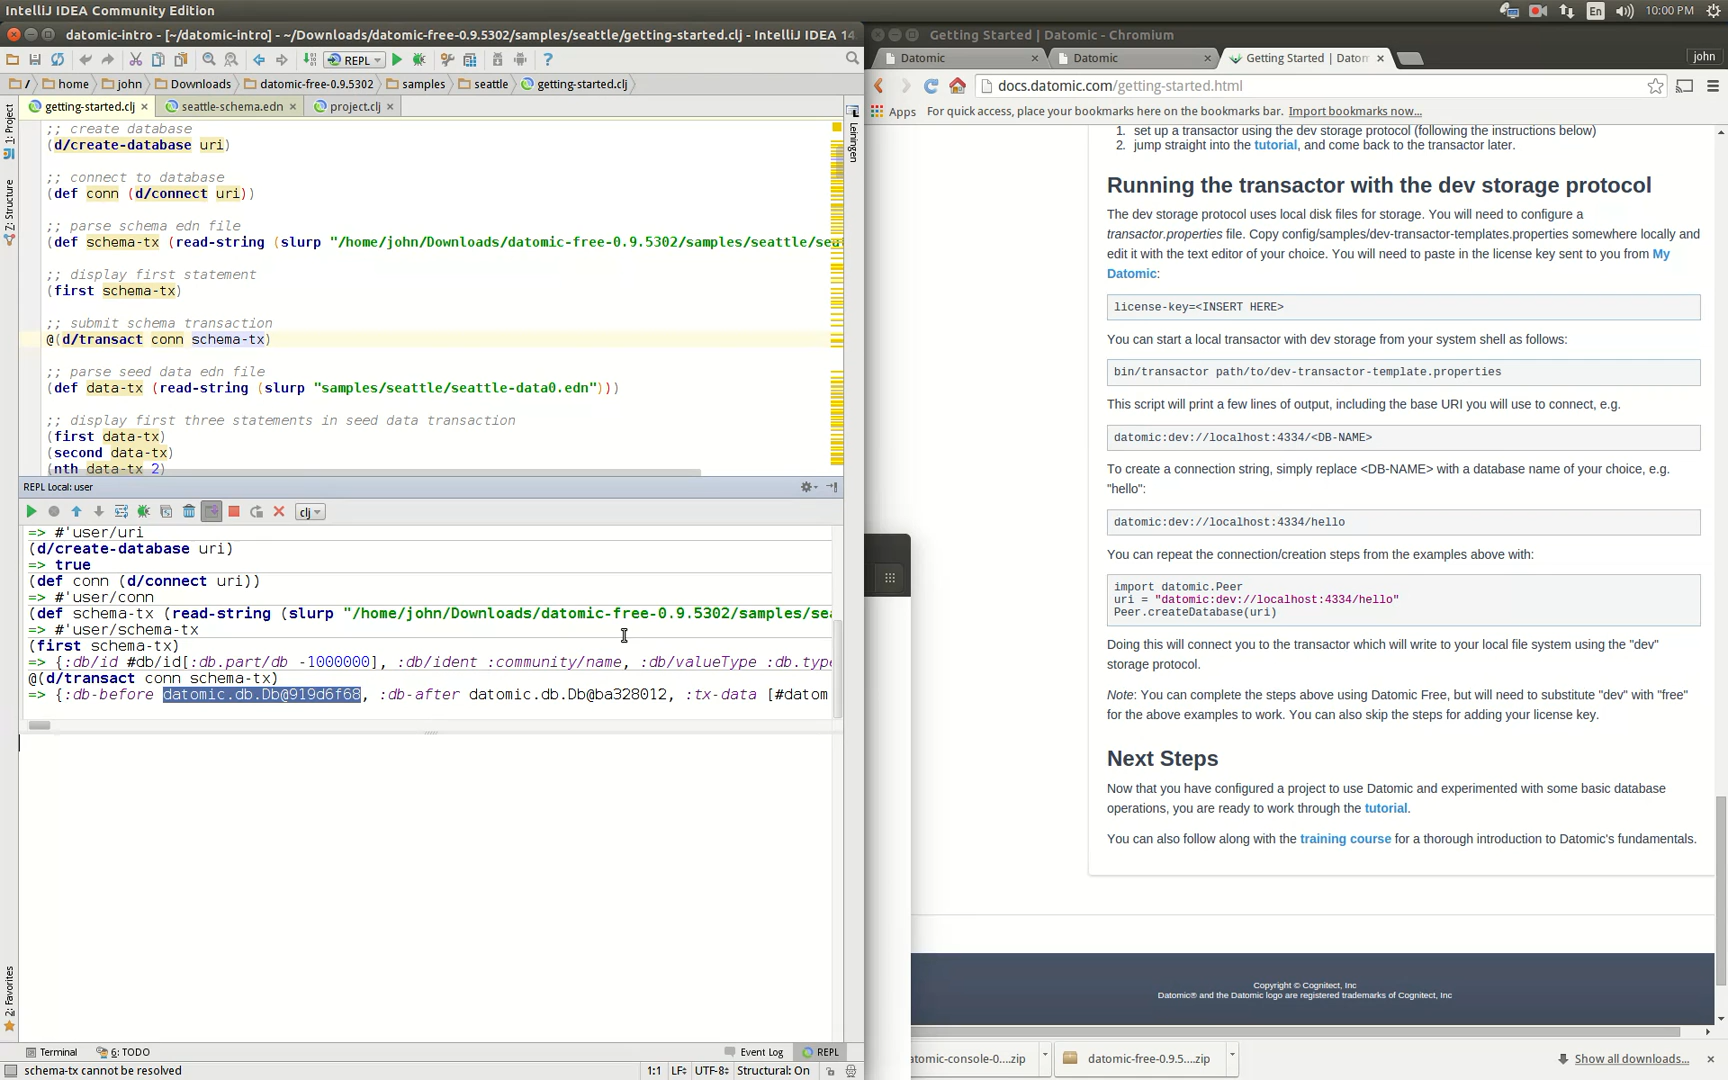 IntelliJ IDEA Community Edition
En
10:00 PM
datomic-intro - [~/datomic-intro] - ~/Downloads/datomic-free-0.9.5302/samples/seattle/getting-started.clj - IntelliJ IDEA 14
REPL
/ home john Downloads datomic-free-0.9.5302 samples seattle getting-started.clj
getting-started.clj seattle-schema.edn project.clj
1: Project
Z: Structure
2: Favorites
Leiningen
;; create database
(d/create-database uri)
;; connect to database
(def conn (d/connect uri))
;; parse schema edn file
(def schema-tx (read-string (slurp "/home/john/Downloads/datomic-free-0.9.5302/samples/seattle/sea
;; display first statement
(first schema-tx)
;; submit schema transaction
@(d/transact conn schema-tx)
;; parse seed data edn file
(def data-tx (read-string (slurp "samples/seattle/seattle-data0.edn")))
;; display first three statements in seed data transaction
(first data-tx)
(second data-tx)
(nth data-tx 2)
REPL Local: user
clj
=> #'user/uri
(d/create-database uri)
=> true
(def conn (d/connect uri))
=> #'user/conn
(def schema-tx (read-string (slurp "/home/john/Downloads/datomic-free-0.9.5302/samples/sea
=> #'user/schema-tx
(first schema-tx)
=> {:db/id #db/id[:db.part/db -1000000], :db/ident :community/name, :db/valueType :db.type
@(d/transact conn schema-tx)
=> {:db-before datomic.db.Db@919d6f68, :db-after datomic.db.Db@ba328012, :tx-data [#datom
Terminal 6: TODO Event Log REPL
schema-tx cannot be resolved 1:1 LF UTF-8 Structural: On
Getting Started | Datomic - Chromium
Datomic Datomic Getting Started | Datom john
docs.datomic.com/getting-started.html
Apps For quick access, place your bookmarks here on the bookmarks bar. Import bookmarks now...
1. set up a transactor using the dev storage protocol (following the instructions below)
2. jump straight into the tutorial, and come back to the transactor later.
Running the transactor with the dev storage protocol
The dev storage protocol uses local disk files for storage. You will need to configure a
transactor.properties file. Copy config/samples/dev-transactor-templates.properties somewhere locally and
edit it with the text editor of your choice. You will need to paste in the license key sent to you from My
Datomic:
license-key=<INSERT HERE>
You can start a local transactor with dev storage from your system shell as follows:
bin/transactor path/to/dev-transactor-template.properties
This script will print a few lines of output, including the base URI you will use to connect, e.g.
datomic:dev://localhost:4334/<DB-NAME>
To create a connection string, simply replace <DB-NAME> with a database name of your choice, e.g.
"hello":
datomic:dev://localhost:4334/hello
You can repeat the connection/creation steps from the examples above with:
import datomic.Peer
uri = "datomic:dev://localhost:4334/hello"
Peer.createDatabase(uri)
Doing this will connect you to the transactor which will write to your local file system using the "dev"
storage protocol.
Note: You can complete the steps above using Datomic Free, but will need to substitute "dev" with "free"
for the above examples to work. You can also skip the steps for adding your license key.
Next Steps
Now that you have configured a project to use Datomic and experimented with some basic database
operations, you are ready to work through the tutorial.
You can also follow along with the training course for a thorough introduction to Datomic's fundamentals.
Copyright © Cognitect, Inc
Datomic® and the Datomic logo are registered trademarks of Cognitect, Inc
atomic-console-0....zip datomic-free-0.9.5....zip Show all downloads...